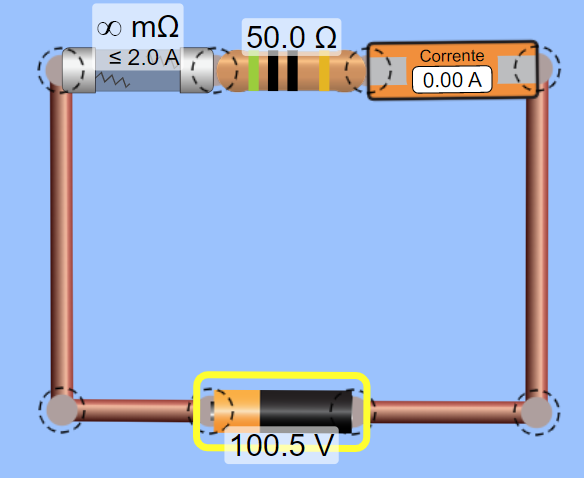 ∞ mΩ
≤ 2.0 A
50.0 Ω
Corrente
0.00 A
100.5 V